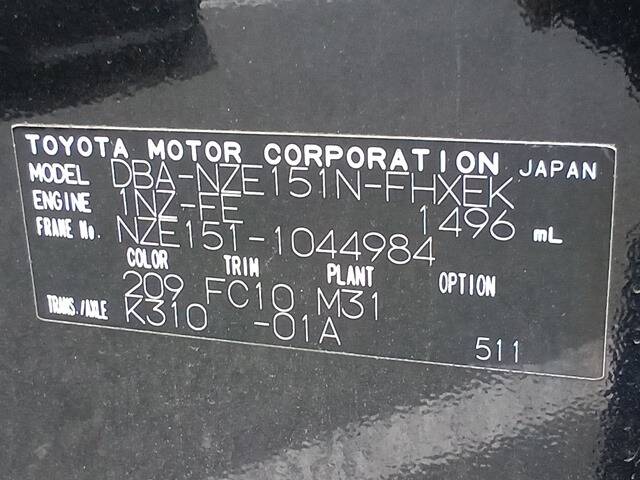 TOYOTA MOTOR CORPORATION JAPAN
MODEL DBA-NZE151N-FHXEK
ENGINE 1NZ-FE 1496 mL
FRAME No. NZE151-1044984
COLOR TRIM PLANT OPTION
209 FC10 M31
TRANS./AXLE K310 -01A
511